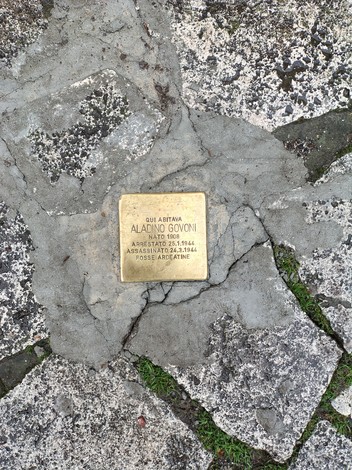 QUI ABITAVA
ALADINO GOVONI
NATO 1908
ARRESTATO 25.1.1944
ASSASSINATO 24.3.1944
FOSSE ARDEATINE